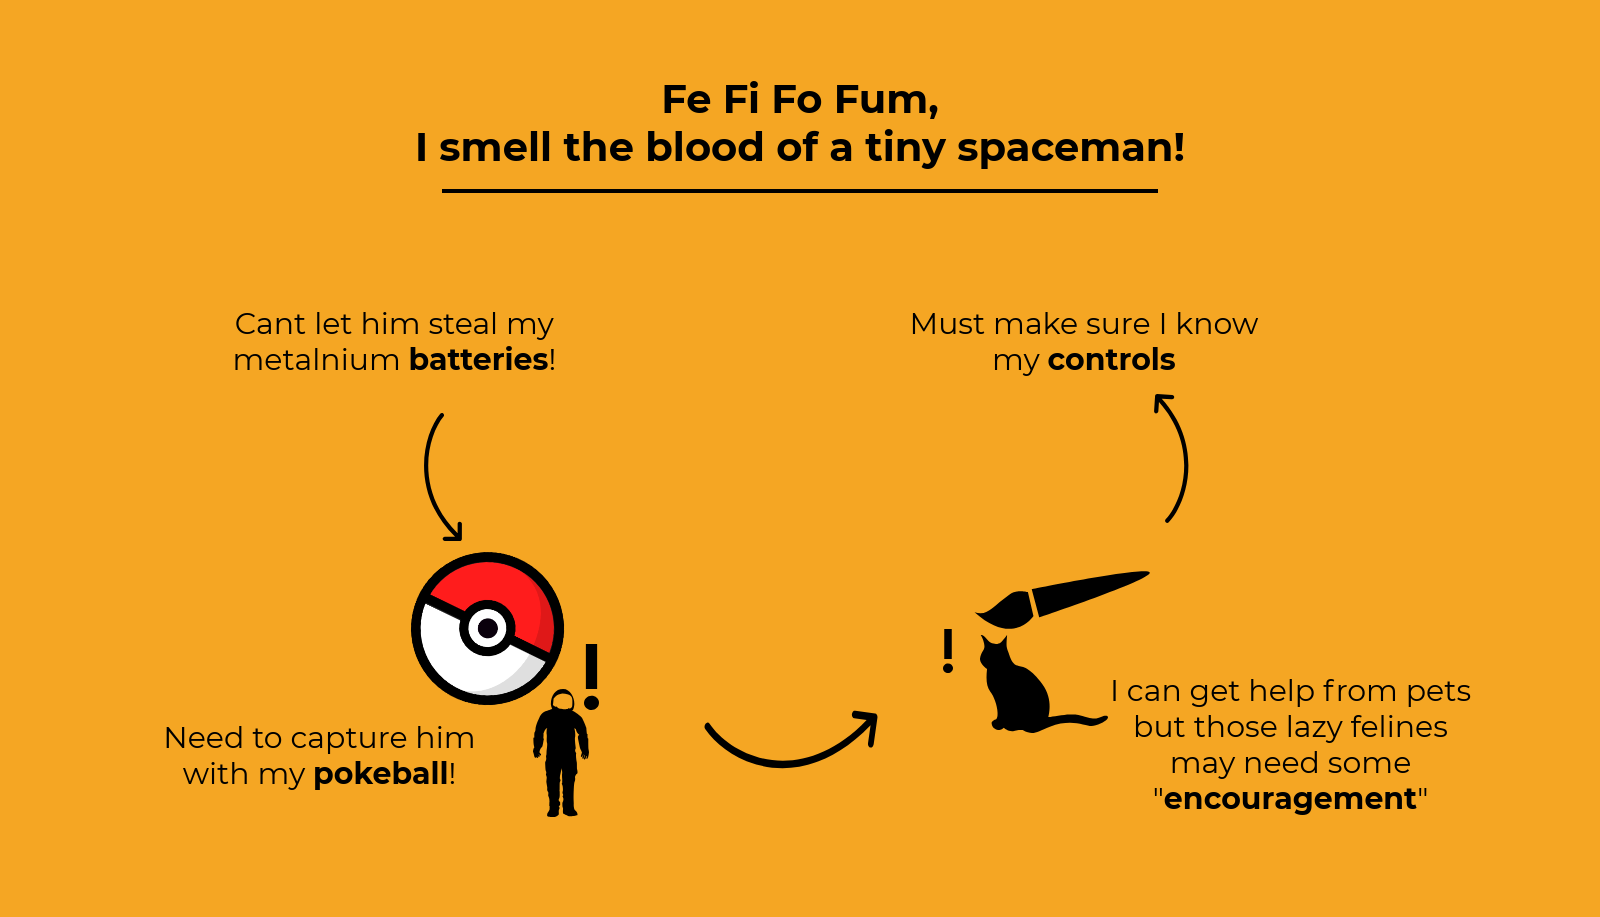 Fe Fi Fo Fum,
I smell the blood of a tiny spaceman!
Cant let him steal my
metalnium batteries!
Must make sure I know
my controls
!
!
Need to capture him
with my pokeball!
I can get help from pets
but those lazy felines
may need some
"encouragement"